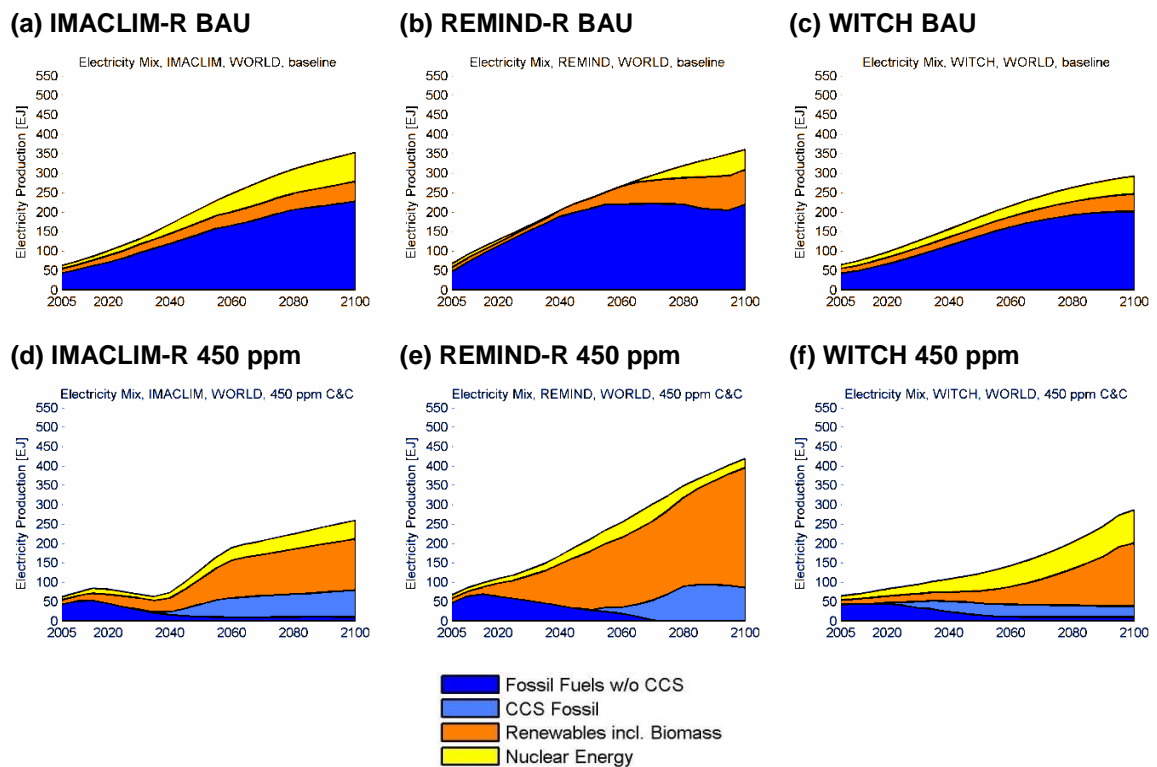 (a) IMACLIM-R BAU
Electricity Mix, IMACLIM, WORLD, baseline
Electricity Production [EJ]
550
500
450
400
350
300
250
200
150
100
50
0
2005 2020 2040 2060 2080 2100
(b) REMIND-R BAU
Electricity Mix, REMIND, WORLD, baseline
Electricity Production [EJ]
550
500
450
400
350
300
250
200
150
100
50
0
2005 2020 2040 2060 2080 2100
(c) WITCH BAU
Electricity Mix, WITCH, WORLD, baseline
Electricity Production [EJ]
550
500
450
400
350
300
250
200
150
100
50
0
2005 2020 2040 2060 2080 2100
(d) IMACLIM-R 450 ppm
Electricity Mix, IMACLIM, WORLD, 450 ppm C&C
Electricity Production [EJ]
550
500
450
400
350
300
250
200
150
100
50
0
2005 2020 2040 2060 2080 2100
(e) REMIND-R 450 ppm
Electricity Mix, REMIND, WORLD, 450 ppm C&C
Electricity Production [EJ]
550
500
450
400
350
300
250
200
150
100
50
0
2005 2020 2040 2060 2080 2100
(f) WITCH 450 ppm
Electricity Mix, WITCH, WORLD, 450 ppm C&C
Electricity Production [EJ]
550
500
450
400
350
300
250
200
150
100
50
0
2005 2020 2040 2060 2080 2100
Fossil Fuels w/o CCS
CCS Fossil
Renewables incl. Biomass
Nuclear Energy